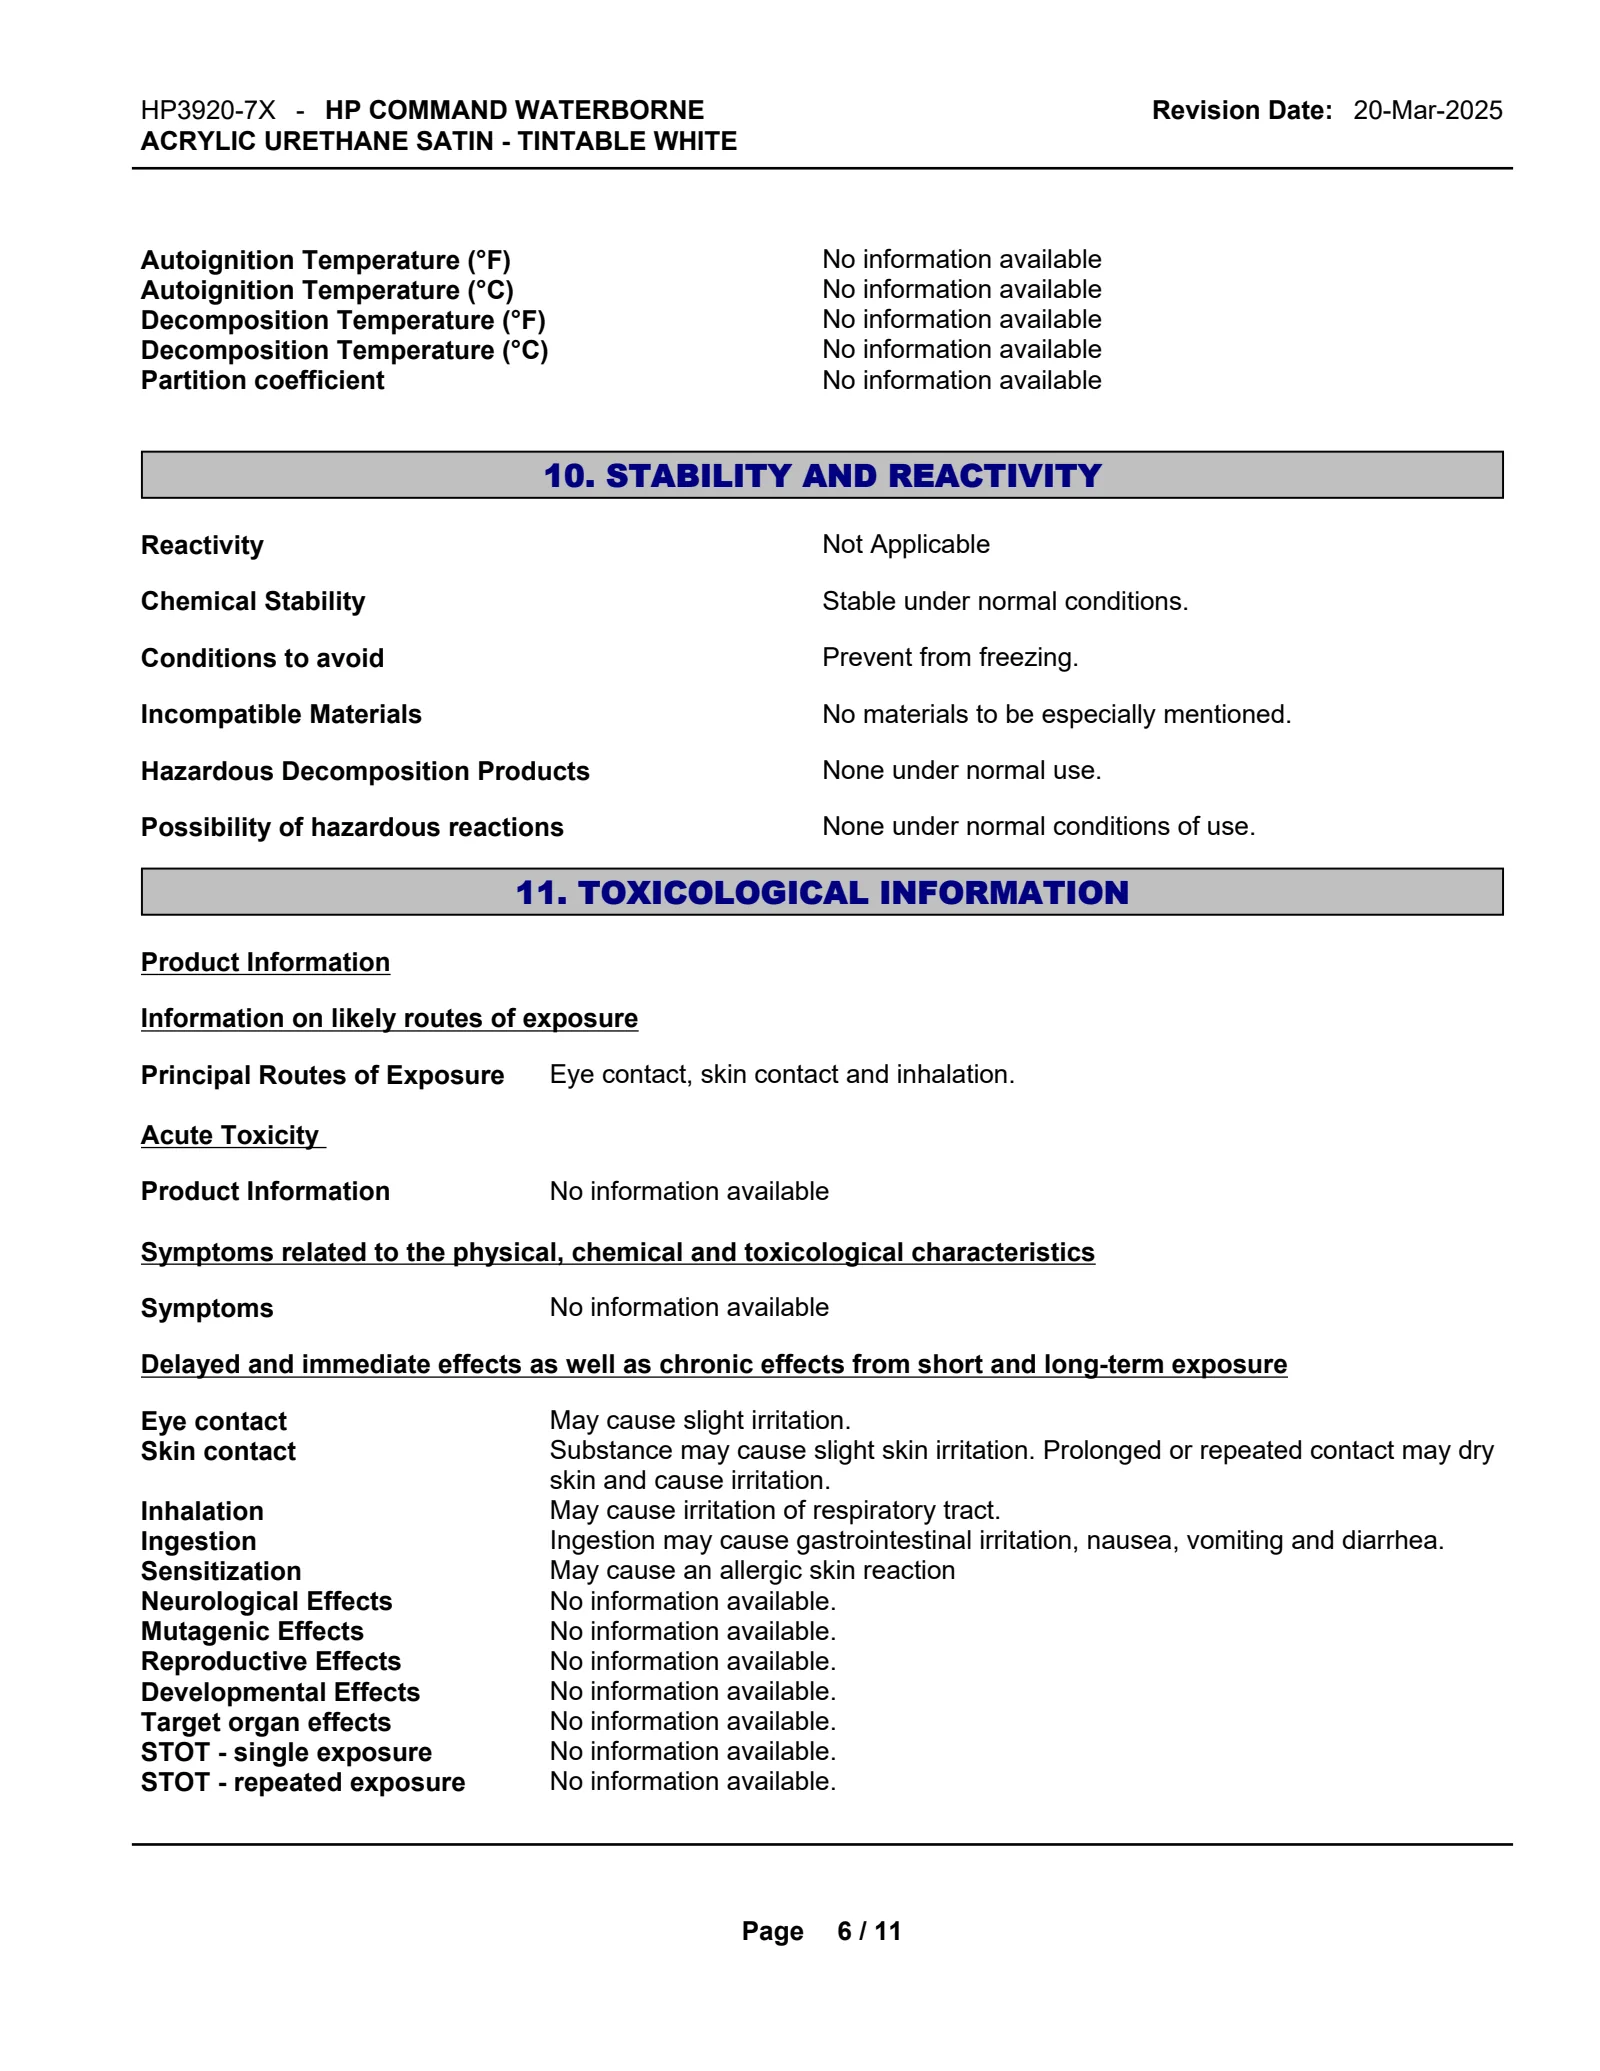 HP3920-7X - HP COMMAND WATERBORNE
ACRYLIC URETHANE SATIN - TINTABLE WHITE
Revision Date: 20-Mar-2025
Autoignition Temperature (°F) No information available
Autoignition Temperature (°C) No information available
Decomposition Temperature (°F) No information available
Decomposition Temperature (°C) No information available
Partition coefficient No information available
10. STABILITY AND REACTIVITY
Reactivity Not Applicable
Chemical Stability Stable under normal conditions.
Conditions to avoid Prevent from freezing.
Incompatible Materials No materials to be especially mentioned.
Hazardous Decomposition Products None under normal use.
Possibility of hazardous reactions None under normal conditions of use.
11. TOXICOLOGICAL INFORMATION
Product Information
Information on likely routes of exposure
Principal Routes of Exposure Eye contact, skin contact and inhalation.
Acute Toxicity
Product Information No information available
Symptoms related to the physical, chemical and toxicological characteristics
Symptoms No information available
Delayed and immediate effects as well as chronic effects from short and long-term exposure
Eye contact May cause slight irritation.
Skin contact Substance may cause slight skin irritation. Prolonged or repeated contact may dry
skin and cause irritation.
Inhalation May cause irritation of respiratory tract.
Ingestion Ingestion may cause gastrointestinal irritation, nausea, vomiting and diarrhea.
Sensitization May cause an allergic skin reaction
Neurological Effects No information available.
Mutagenic Effects No information available.
Reproductive Effects No information available.
Developmental Effects No information available.
Target organ effects No information available.
STOT - single exposure No information available.
STOT - repeated exposure No information available.
Page 6 / 11